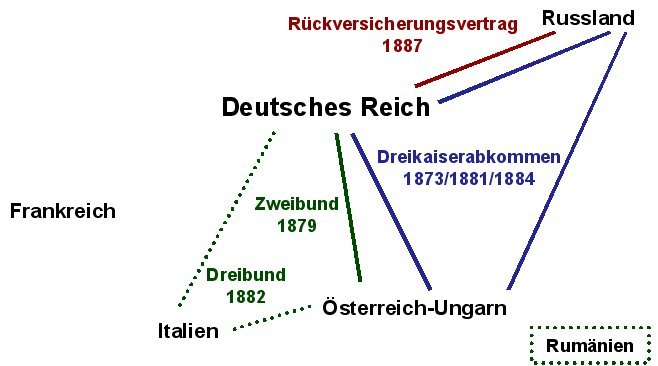 Russland
Rückversicherungsvertrag
1887
Deutsches Reich
Dreikaiserabkommen
1873/1881/1884
Zweibund
1879
Frankreich
Dreibund
1882
Österreich-Ungarn
Italien
Rumänien